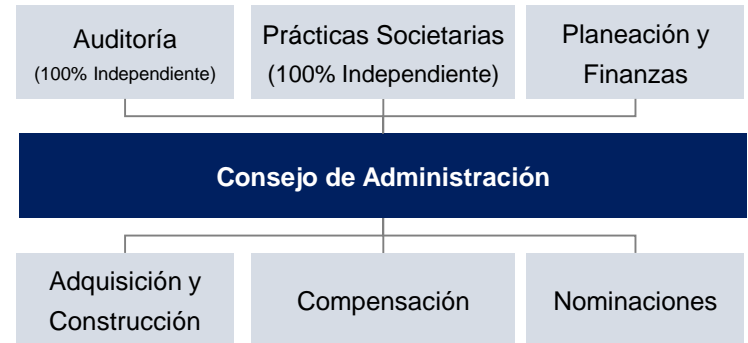 Auditoría
(100% Independiente)
Prácticas Societarias
(100% Independiente)
Planeación y
Finanzas
Consejo de Administración
Adquisición y
Construcción
Compensación
Nominaciones